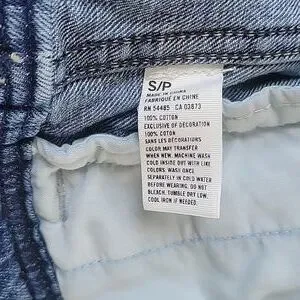 S/P
MADE IN CHINA
FABRIQUÉ EN CHINE
RN 54485 CA 03873
100% COTTON
EXCLUSIVE OF DECORATION
100% COTON
SANS LES DÉCORATIONS
COLOR MAY TRANSFER
WHEN NEW. MACHINE WASH
COLD INSIDE OUT WITH LIKE
COLORS: WASH ONCE
SEPARATELY IN COLD WATER
BEFORE WEARING. DO NOT
BLEACH. TUMBLE DRY LOW.
COOL IRON IF NEEDED.